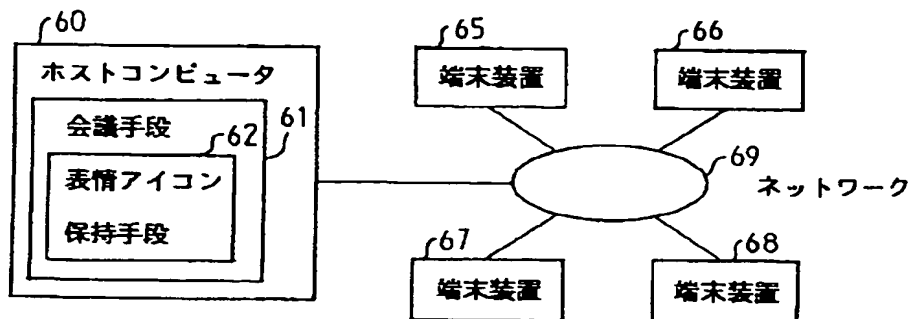 60
ホストコンピュータ
会議手段
61
62
表情アイコン
保持手段
65
端末装置
66
端末装置
69
ネットワーク
67
端末装置
68
端末装置